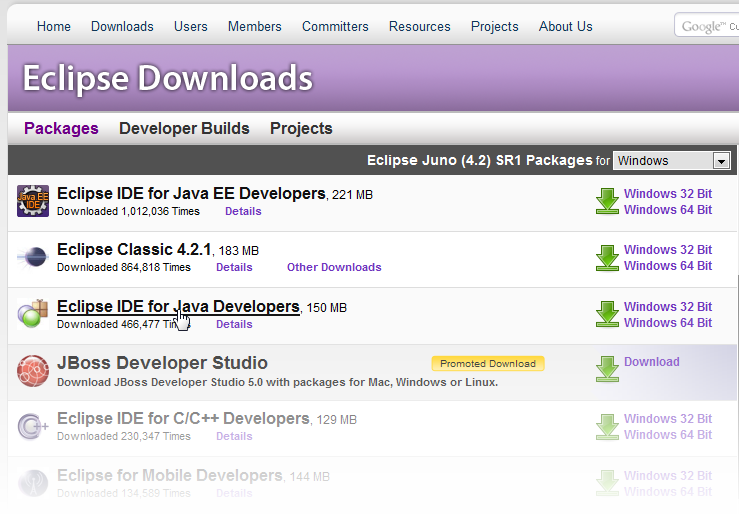 Home Downloads Users Members Committers Resources Projects About Us Google™ Cu
Eclipse Downloads
Packages Developer Builds Projects
Eclipse Juno (4.2) SR1 Packages for Windows
Java EE
IDE
Eclipse IDE for Java EE Developers, 221 MB
Downloaded 1,012,036 Times Details
Windows 32 Bit
Windows 64 Bit
Eclipse Classic 4.2.1, 183 MB
Downloaded 864,818 Times Details Other Downloads
Windows 32 Bit
Windows 64 Bit
Eclipse IDE for Java Developers, 150 MB
Downloaded 466,477 Times Details
Windows 32 Bit
Windows 64 Bit
JBoss Developer Studio Promoted Download Download
Download JBoss Developer Studio 5.0 with packages for Mac, Windows or Linux.
Eclipse IDE for C/C++ Developers, 129 MB
Downloaded 230,347 Times Details
Windows 32 Bit
Windows 64 Bit
Eclipse for Mobile Developers, 144 MB
Downloaded 134,589 Times Details
Windows 32 Bit
Windows 64 Bit